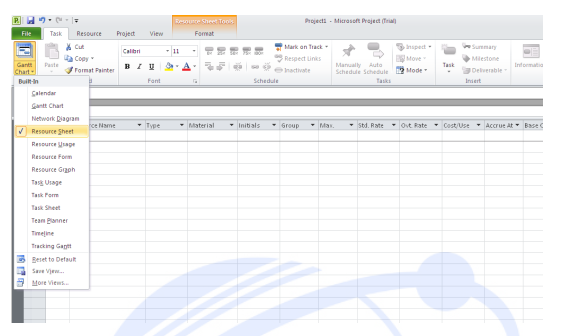 Resource Sheet Tools
Project1 - Microsoft Project (Trial)
File Task Resource Project View Format
Gantt Chart
Paste
Cut
Copy
Format Painter
Calibri 11
B I U A
Font
Schedule
Mark on Track
Respect Links
Inactivate
Manually Schedule
Auto Schedule
Inspect
Move
Mode
Tasks
Task
Summary
Milestone
Deliverable
Insert
Information
Built-In
Calendar
Gantt Chart
Network Diagram
Resource Sheet
Resource Usage
Resource Form
Resource Graph
Task Usage
Task Form
Task Sheet
Team Planner
Timeline
Tracking Gantt
Reset to Default
Save View...
More Views...
ce Name Type Material Initials Group Max. Std. Rate Ovt. Rate Cost/Use Accrue At Base C